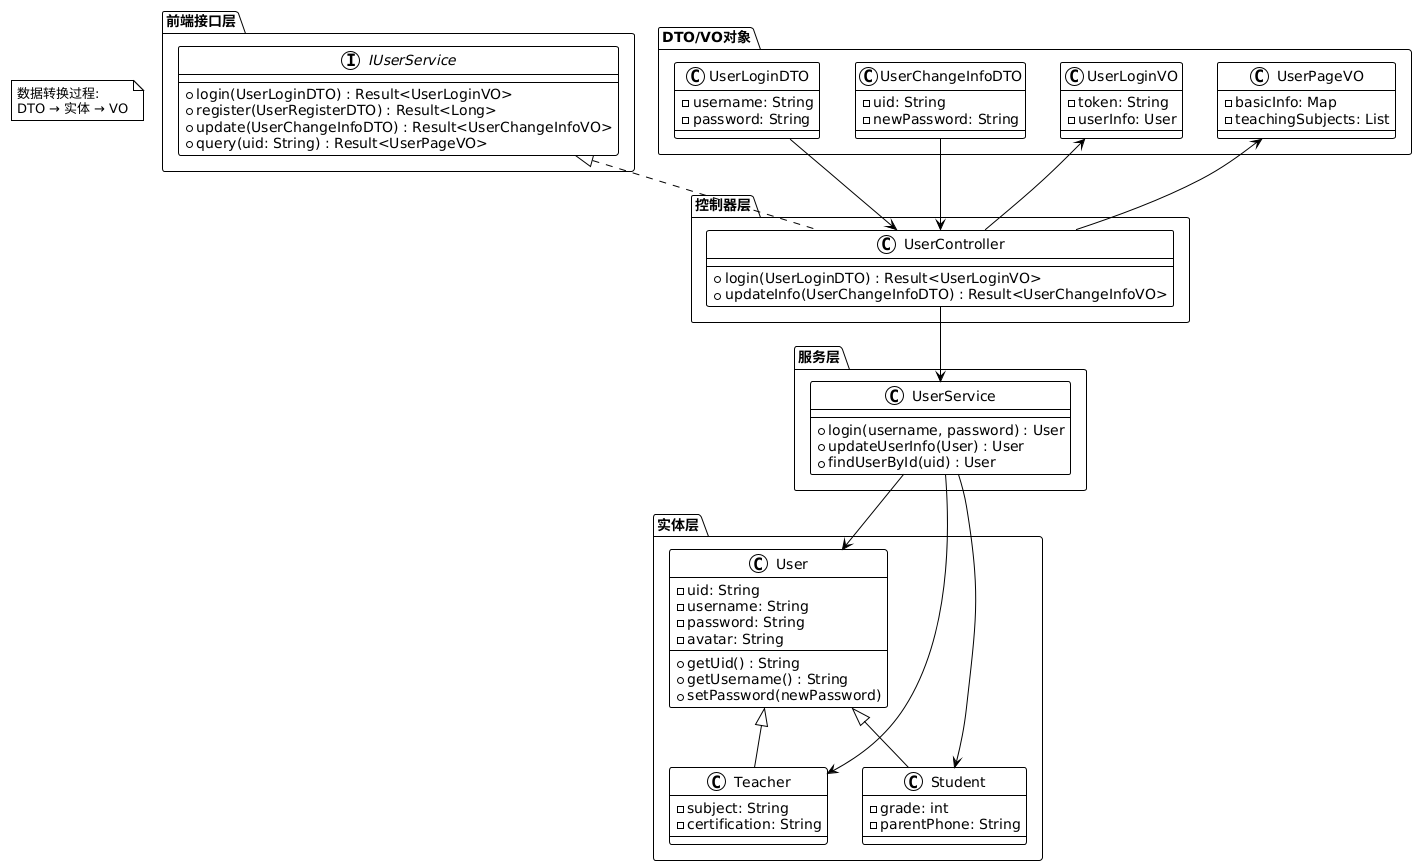 数据转换过程:
DTO → 实体 → VO
前端接口层
I IUserService
login(UserLoginDTO) : Result<UserLoginVO>
register(UserRegisterDTO) : Result<Long>
update(UserChangeInfoDTO) : Result<UserChangeInfoVO>
query(uid: String) : Result<UserPageVO>
DTO/VO对象
C UserLoginDTO
username: String
password: String
C UserChangeInfoDTO
uid: String
newPassword: String
C UserLoginVO
token: String
userInfo: User
C UserPageVO
basicInfo: Map
teachingSubjects: List
控制器层
C UserController
login(UserLoginDTO) : Result<UserLoginVO>
updateInfo(UserChangeInfoDTO) : Result<UserChangeInfoVO>
服务层
C UserService
login(username, password) : User
updateUserInfo(User) : User
findUserById(uid) : User
实体层
C User
uid: String
username: String
password: String
avatar: String
getUid() : String
getUsername() : String
setPassword(newPassword)
C Teacher
subject: String
certification: String
C Student
grade: int
parentPhone: String